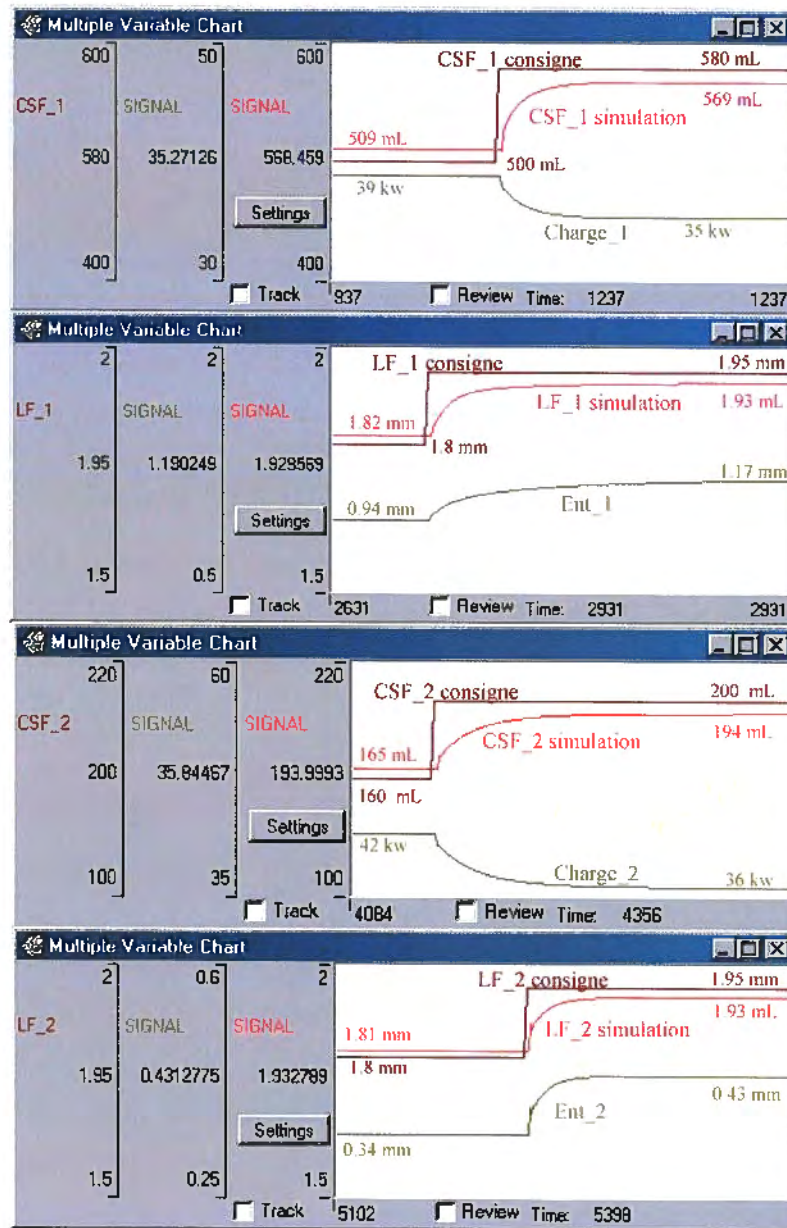 Multiple Variable Chart
600 50 600 CSF_1 consigne 580 mL
CSF_1 SIGNAL SIGNAL 509 mL CSF_1 simulation 569 mL
580 35.27126 568.459 500 mL
39 kw
Settings
Charge_1 35 kw
400 30 400
Track 937 Review Time: 1237 1237
Multiple Variable Chart
2 2 2 LF_1 consigne 1.95 mm
LF_1 SIGNAL SIGNAL 1.82 mm LF_1 simulation 1.93 mL
1.95 1.190249 1.929569 1.8 mm
1.17 mm
Settings 0.94 mm Ent_1
1.5 0.5 1.5
Track 2631 Review Time: 2931 2931
Multiple Variable Chart
220 60 220 CSF_2 consigne 200 mL
CSF_2 SIGNAL SIGNAL CSF_2 simulation 194 mL
165 mL
200 35.84467 193.9993
160 mL
Settings
42 kw
100 35 100 Charge_2 36 kw
Track 4084 Review Time: 4356
Multiple Variable Chart
2 0.6 2 LF_2 consigne 1.95 mm
LF_2 SIGNAL SIGNAL 1.81 mm LF_2 simulation 1.93 mL
1.95 0.4312775 1.932789 1.8 mm
0.43 mm
Settings Ent_2
0.34 mm
1.5 0.25 1.5
Track 5102 Review Time: 5398